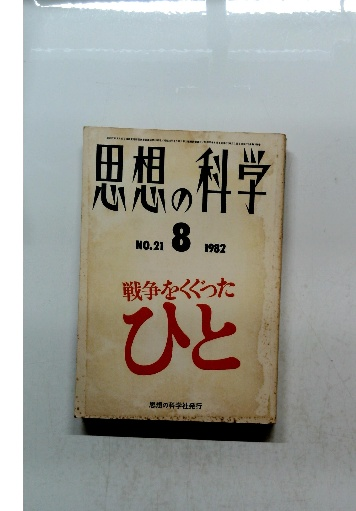 思想の科学
NO.21 8 1982
戦争をくぐった
ひと
思想の科学社発行